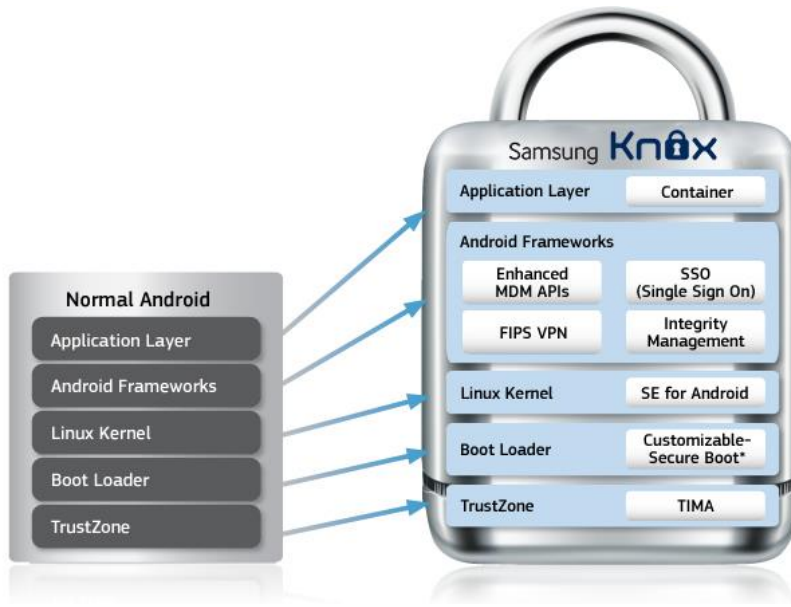 Normal Android
Application Layer
Android Frameworks
Linux Kernel
Boot Loader
TrustZone
Samsung Knox
Application Layer
Container
Android Frameworks
Enhanced
MDM APIs
SSO
(Single Sign On)
FIPS VPN
Integrity
Management
Linux Kernel
SE for Android
Boot Loader
Customizable-
Secure Boot*
TrustZone
TIMA